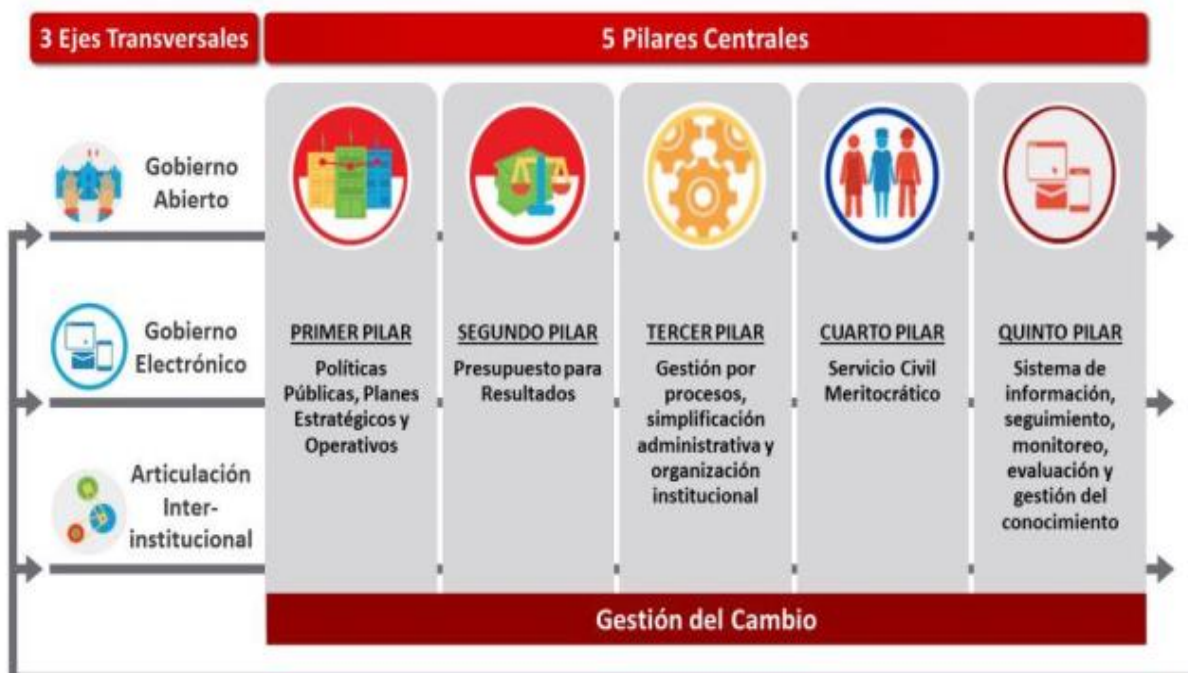 3 Ejes Transversales
5 Pilares Centrales
Gobierno
Abierto
Gobierno
Electrónico
Articulación
Inter-
institucional
PRIMER PILAR
Políticas
Públicas, Planes
Estratégicos y
Operativos
SEGUNDO PILAR
Presupuesto para
Resultados
TERCER PILAR
Gestión por
procesos,
simplificación
administrativa y
organización
institucional
CUARTO PILAR
Servicio Civil
Meritocrático
QUINTO PILAR
Sistema de
información,
seguimiento,
monitoreo,
evaluación y
gestión del
conocimiento
Gestión del Cambio